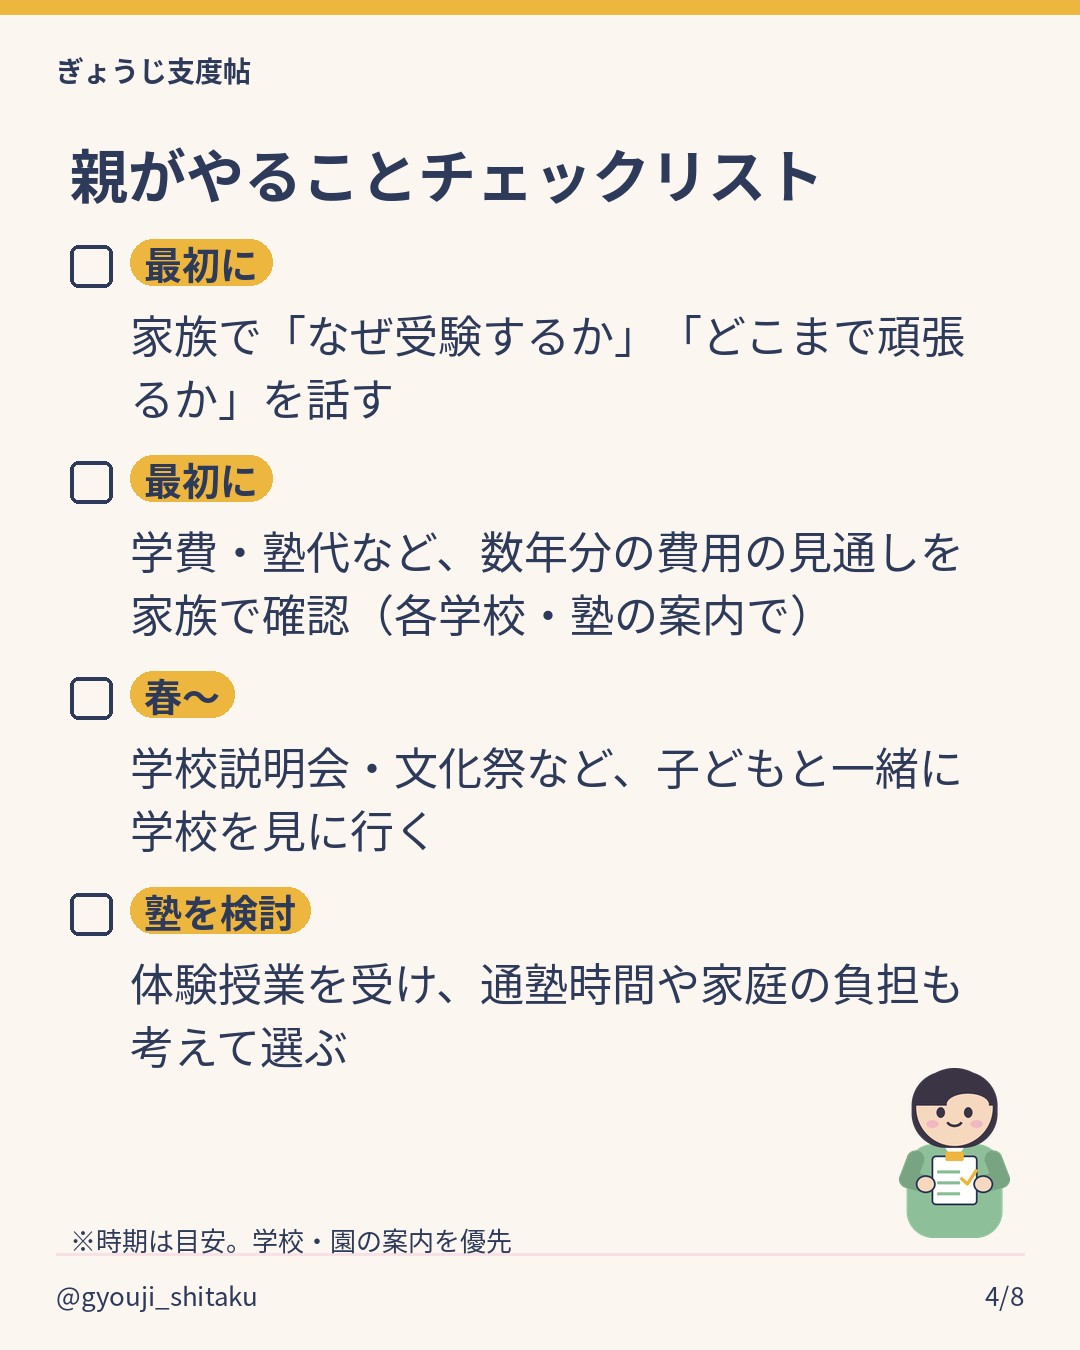 ぎょうじ支度帖
親がやることチェックリスト
最初に
家族で「なぜ受験するか」「どこまで頑張
るか」を話す
最初に
学費・塾代など、数年分の費用の見通しを
家族で確認（各学校・塾の案内で）
春〜
学校説明会・文化祭など、子どもと一緒に
学校を見に行く
塾を検討
体験授業を受け、通塾時間や家庭の負担も
考えて選ぶ
※時期は目安。学校・園の案内を優先
@gyouji_shitaku
4/8